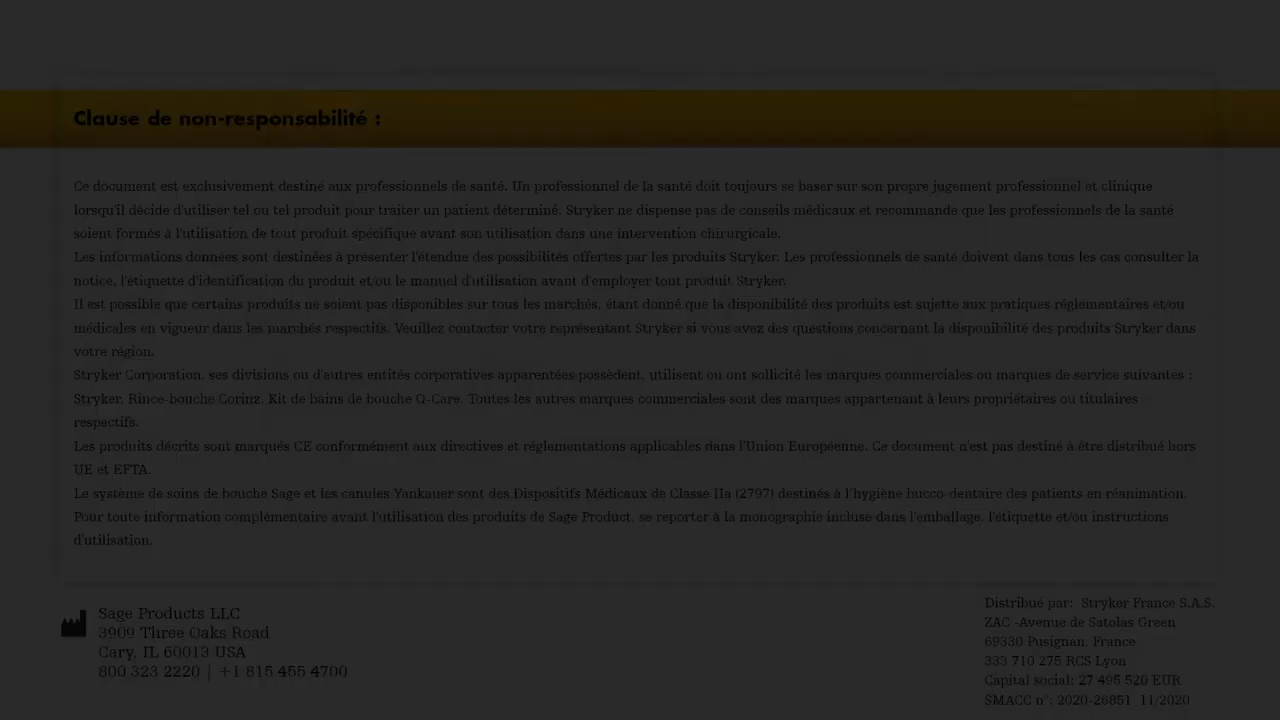 Clause de non-responsabilité :
Ce document est exclusivement destiné aux professionnels de santé. Un professionnel de la santé doit toujours se baser sur son propre jugement professionnel et clinique
lorsqu'il décide d'utiliser tel ou tel produit pour traiter un patient déterminé. Stryker ne dispense pas de conseils médicaux et recommande que les professionnels de la santé
soient formés à l'utilisation de tout produit spécifique avant son utilisation dans une intervention chirurgicale.
Les informations données sont destinées à présenter l'étendue des possibilités offertes par les produits Stryker. Les professionnels de santé doivent dans tous les cas consulter la
notice, l'étiquette d'identification du produit et/ou le manuel d'utilisation avant d'employer tout produit Stryker.
Il est possible que certains produits ne soient pas disponibles sur tous les marchés, étant donné que la disponibilité des produits est sujette aux pratiques réglementaires et/ou
médicales en vigueur dans les marchés respectifs. Veuillez contacter votre représentant Stryker si vous avez des questions concernant la disponibilité des produits Stryker dans
votre région.
Stryker Corporation, ses divisions ou d'autres entités corporatives apparentées possèdent, utilisent ou ont sollicité les marques commerciales ou marques de service suivantes :
Stryker, Rince-bouche Corinz, Kit de bains de bouche Q-Care. Toutes les autres marques commerciales sont des marques appartenant à leurs propriétaires ou titulaires
respectifs.
Les produits décrits sont marqués CE conformément aux directives et réglementations applicables dans l'Union Européenne. Ce document n'est pas destiné à être distribué hors
UE et EFTA.
Le système de soins de bouche Sage et les canules Yankauer sont des Dispositifs Médicaux de Classe IIa (2797) destinés à l'hygiène bucco-dentaire des patients en réanimation.
Pour toute information complémentaire avant l'utilisation des produits de Sage Product, se reporter à la monographie incluse dans l'emballage, l'étiquette et/ou instructions
d'utilisation.
Sage Products LLC
3909 Three Oaks Road
Cary, IL 60013 USA
800 323 2220 | +1 815 455 4700
Distribué par: Stryker France S.A.S.
ZAC -Avenue de Satolas Green
69330 Pusignan, France
333 710 275 RCS Lyon
Capital social: 27 495 520 EUR
SMACC n°: 2020-26851 11/2020